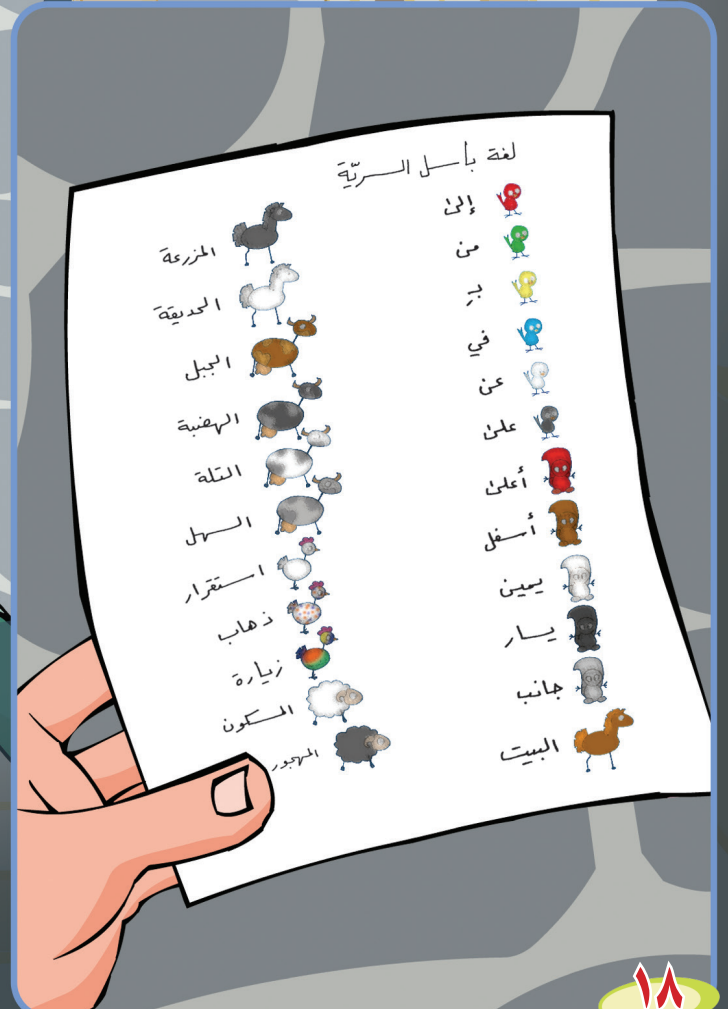 لغة باسل السريّة
إلى
من
بـِ
في
عن
على
أعلى
أسفل
يمين
يسار
جانب
البيت
المزرعة
الحديقة
الجبل
الهضبة
التلة
السهل
استقرار
ذهاب
زيارة
السكون
المهجور
١٨